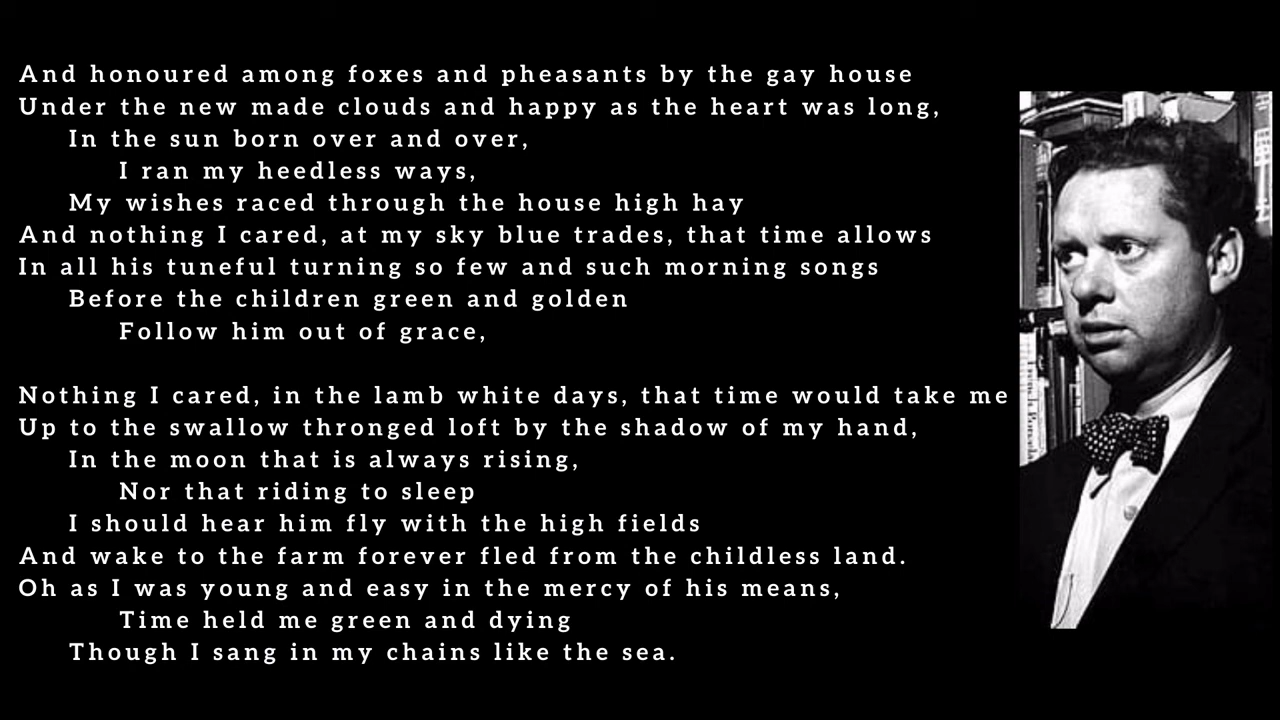 And honoured among foxes and pheasants by the gay house
Under the new made clouds and happy as the heart was long,
In the sun born over and over,
I ran my heedless ways,
My wishes raced through the house high hay
And nothing I cared, at my sky blue trades, that time allows
In all his tuneful turning so few and such morning songs
Before the children green and golden
Follow him out of grace,

Nothing I cared, in the lamb white days, that time would take me
Up to the swallow thronged loft by the shadow of my hand,
In the moon that is always rising,
Nor that riding to sleep
I should hear him fly with the high fields
And wake to the farm forever fled from the childless land.
Oh as I was young and easy in the mercy of his means,
Time held me green and dying
Though I sang in my chains like the sea.